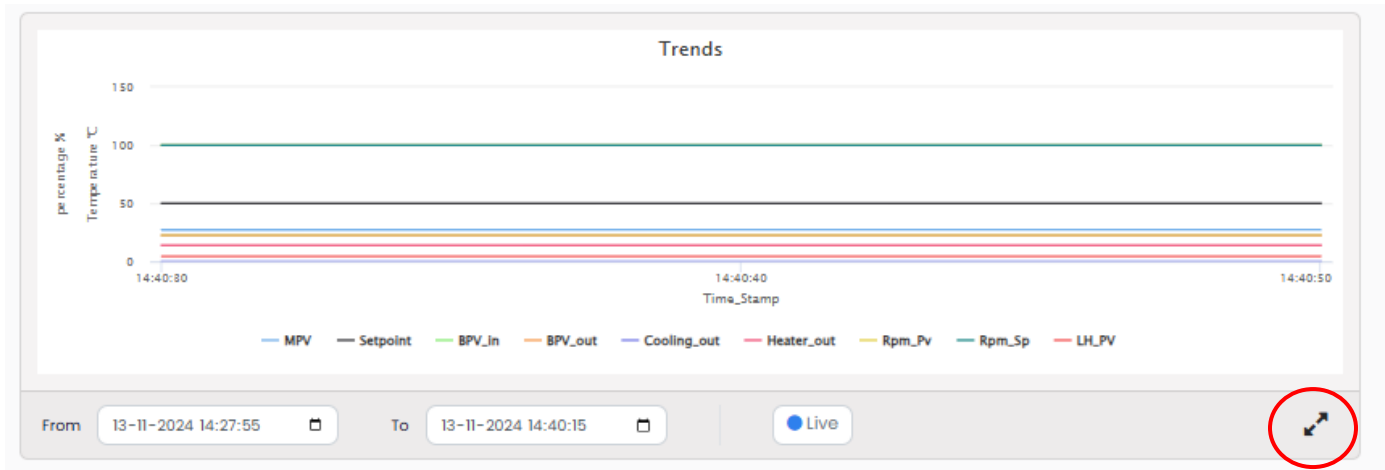 Trends
150
100
50
0
percentage %
Temperature °C
14:40:80
14:40:40
14:40:50
Time_Stamp
MPV Setpoint BPV_in BPV_out Cooling_out Heater_out Rpm_Pv Rpm_Sp LH_PV
From 13-11-2024 14:27:55 To 13-11-2024 14:40:15 Live